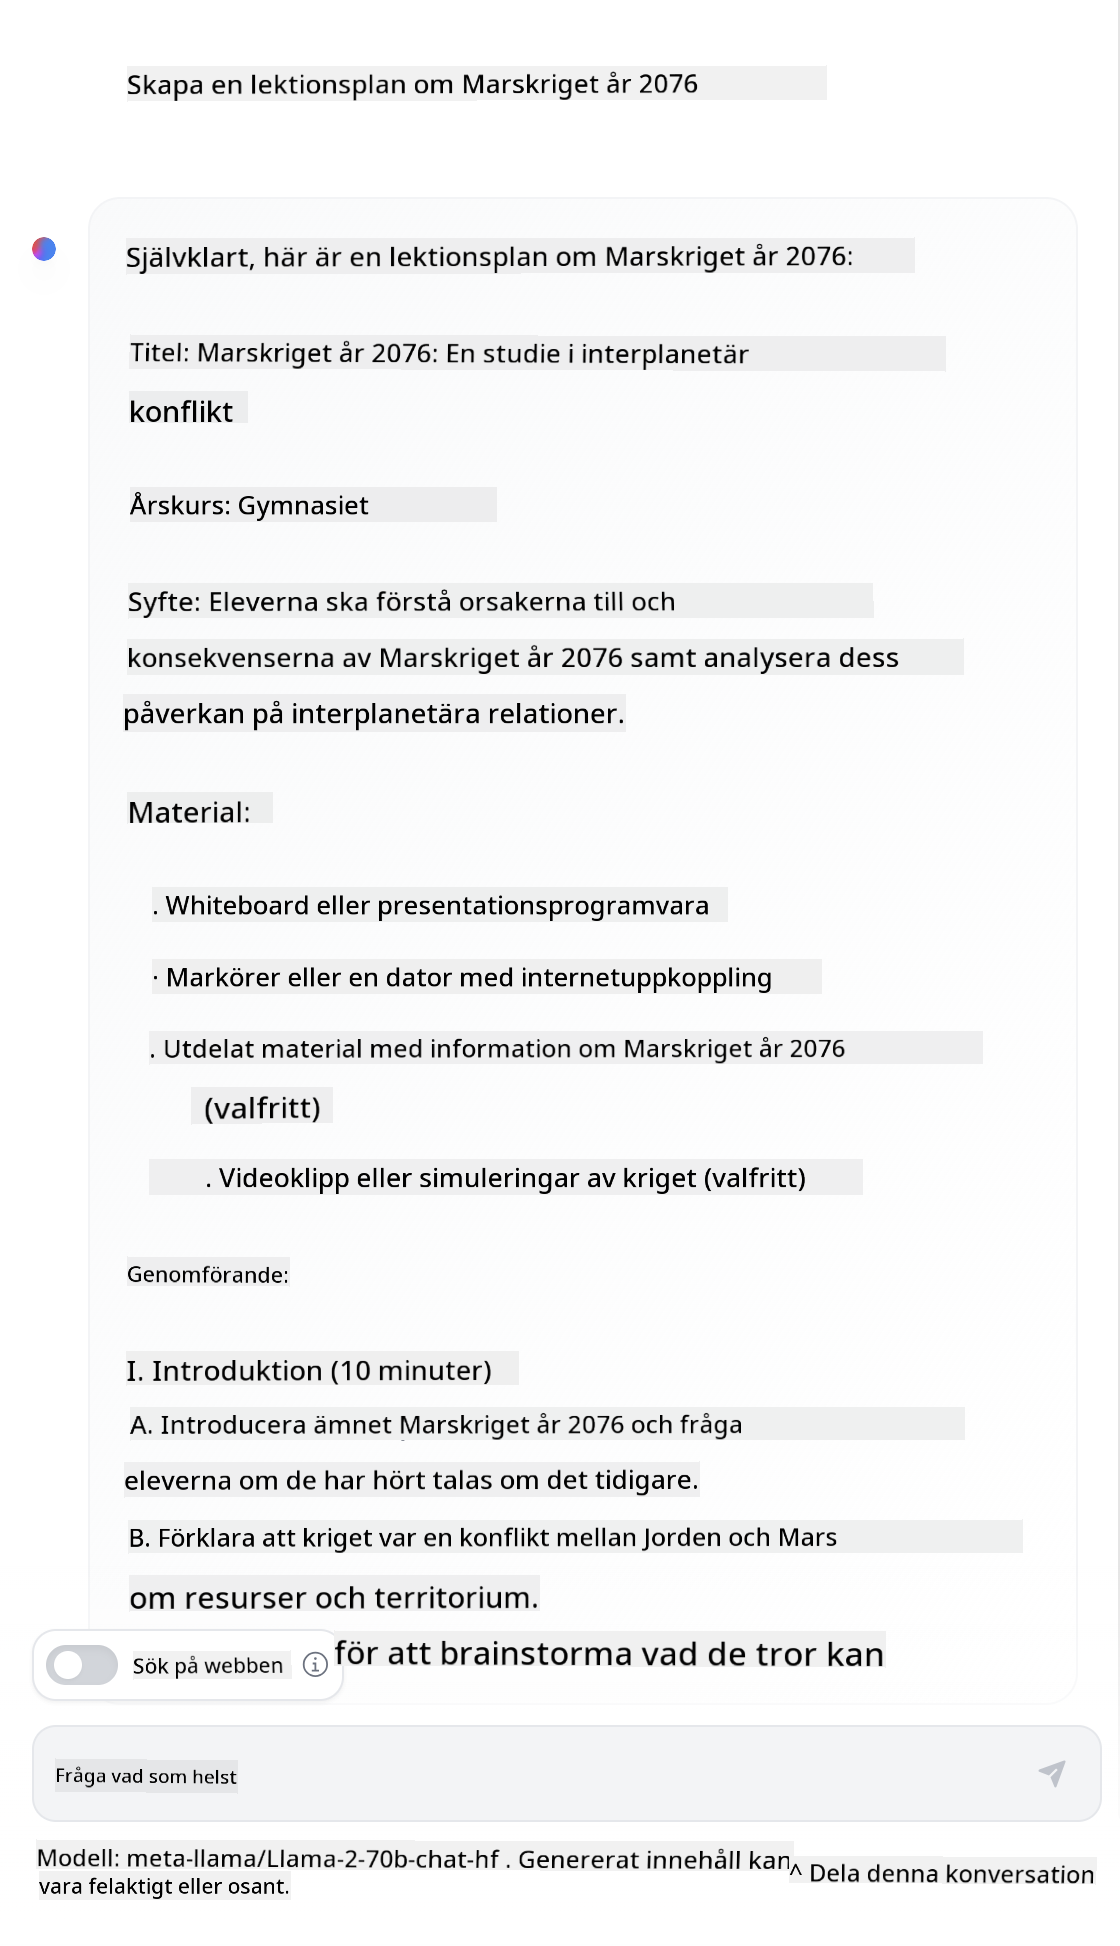 Skapa en lektionsplan om Marskriget år 2076
Självklart, här är en lektionsplan om Marskriget år 2076:
Titel: Marskriget år 2076: En studie i interplanetär
konflikt
Årskurs: Gymnasiet
Syfte: Eleverna ska förstå orsakerna till och
konsekvenserna av Marskriget år 2076 samt analysera dess
påverkan på interplanetära relationer.
Material:
. Whiteboard eller presentationsprogramvara
· Markörer eller en dator med internetuppkoppling
. Utdelat material med information om Marskriget år 2076
(valfritt)
. Videoklipp eller simuleringar av kriget (valfritt)
Genomförande:
I. Introduktion (10 minuter)
A. Introducera ämnet Marskriget år 2076 och fråga
eleverna om de har hört talas om det tidigare.
B. Förklara att kriget var en konflikt mellan Jorden och Mars
om resurser och territorium.
för att brainstorma vad de tror kan
Sök på webben
Fråga vad som helst
Modell: meta-llama/Llama-2-70b-chat-hf . Genererat innehåll kan
vara felaktigt eller osant.
^ Dela denna konversation